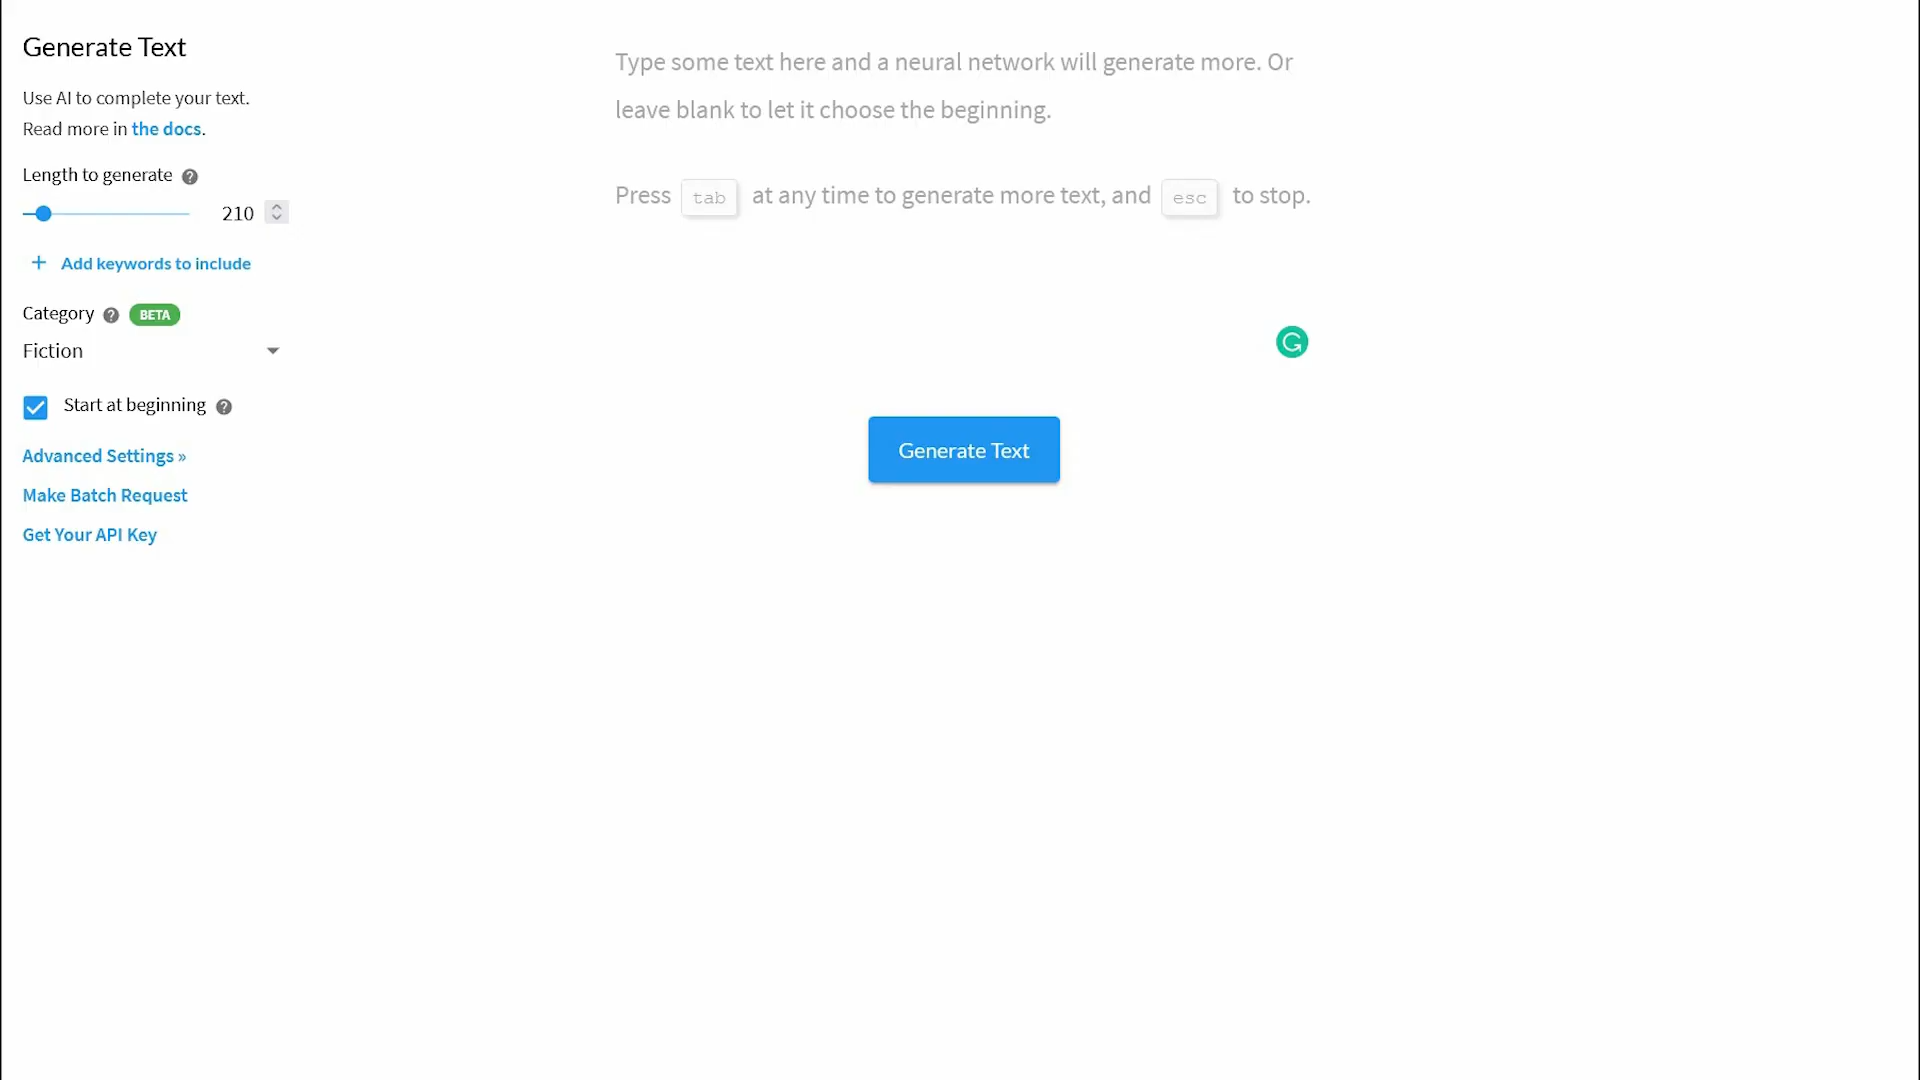 Generate Text
Use AI to complete your text.
Read more in the docs.
Length to generate ?
210
+ Add keywords to include
Category ? BETA
Fiction
Start at beginning ?
Advanced Settings »
Make Batch Request
Get Your API Key
Type some text here and a neural network will generate more. Or
leave blank to let it choose the beginning.
Press tab at any time to generate more text, and esc to stop.
G
Generate Text